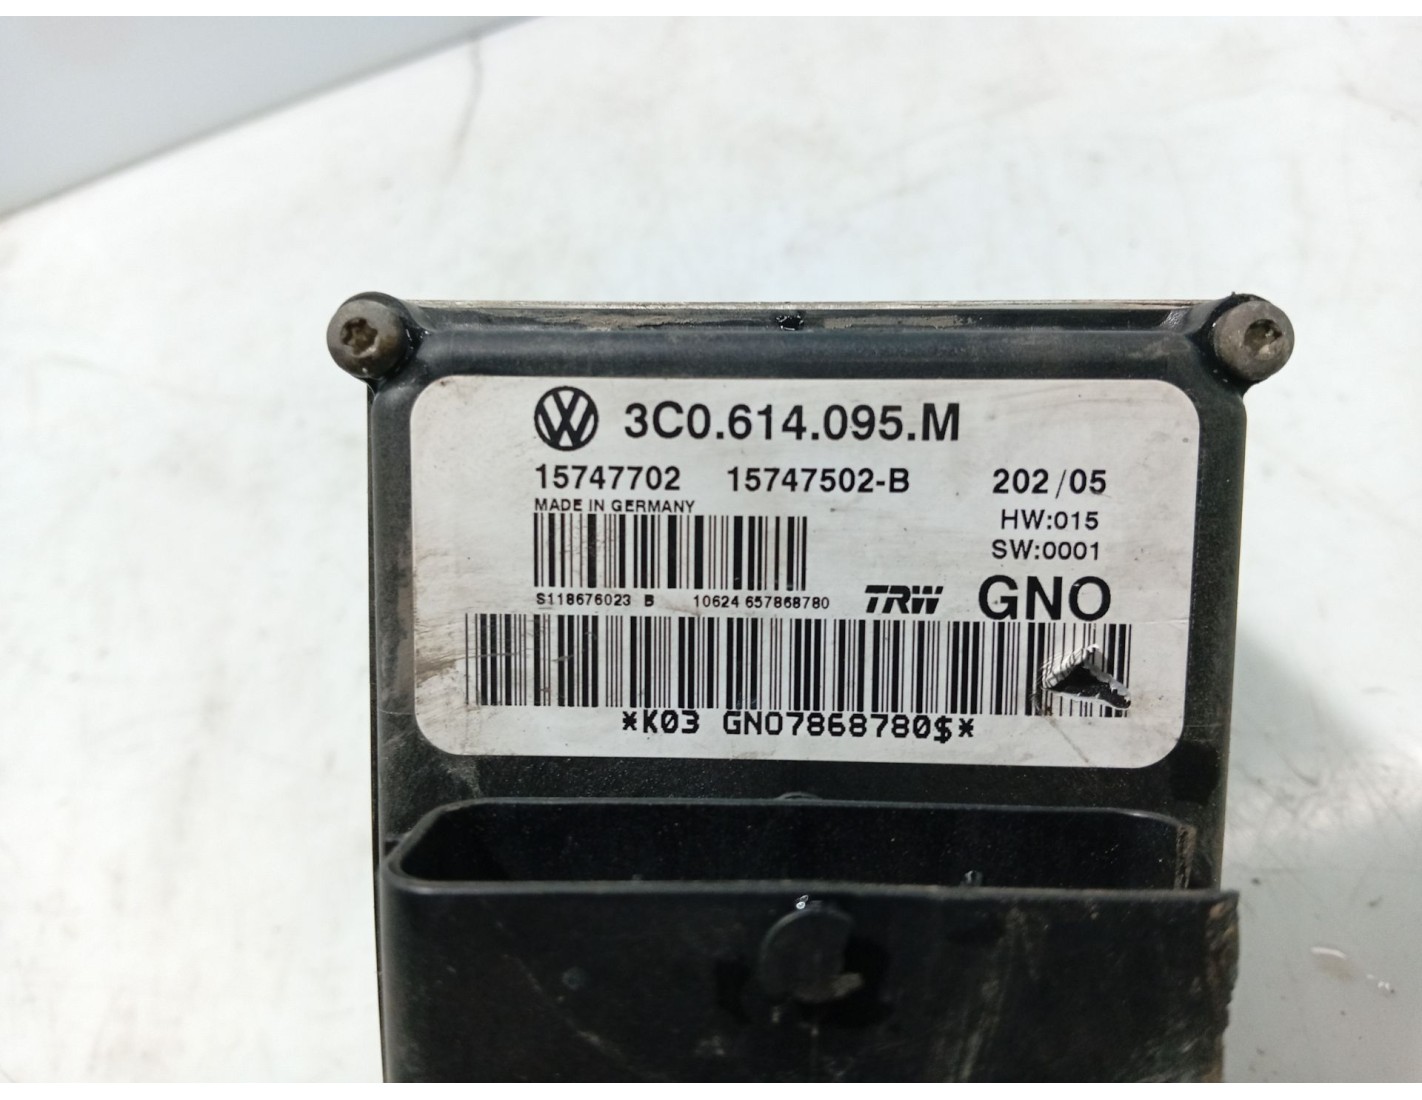 3C0.614.095.M
15747702 15747502-B 202/05
MADE IN GERMANY HW:015
SW:0001
S118676023 B 10624 657868780 TRW GNO
*K03 GNO7868780$*